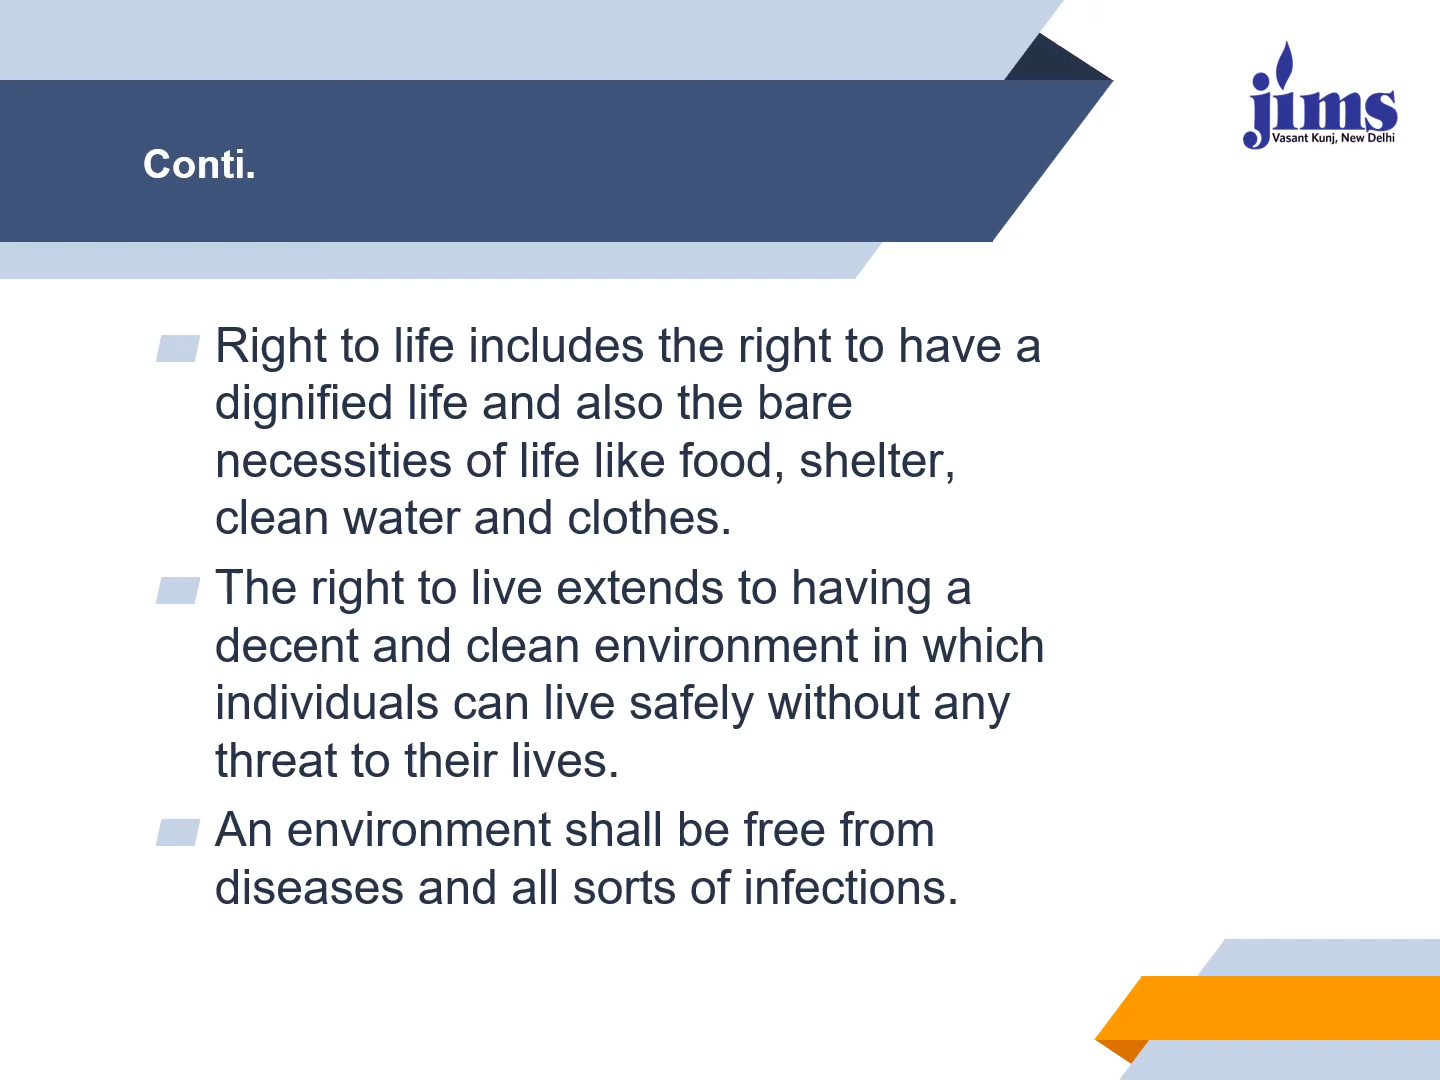 jims
Vasant Kunj, New Delhi
Conti.
Right to life includes the right to have a
dignified life and also the bare
necessities of life like food, shelter,
clean water and clothes.
The right to live extends to having a
decent and clean environment in which
individuals can live safely without any
threat to their lives.
An environment shall be free from
diseases and all sorts of infections.